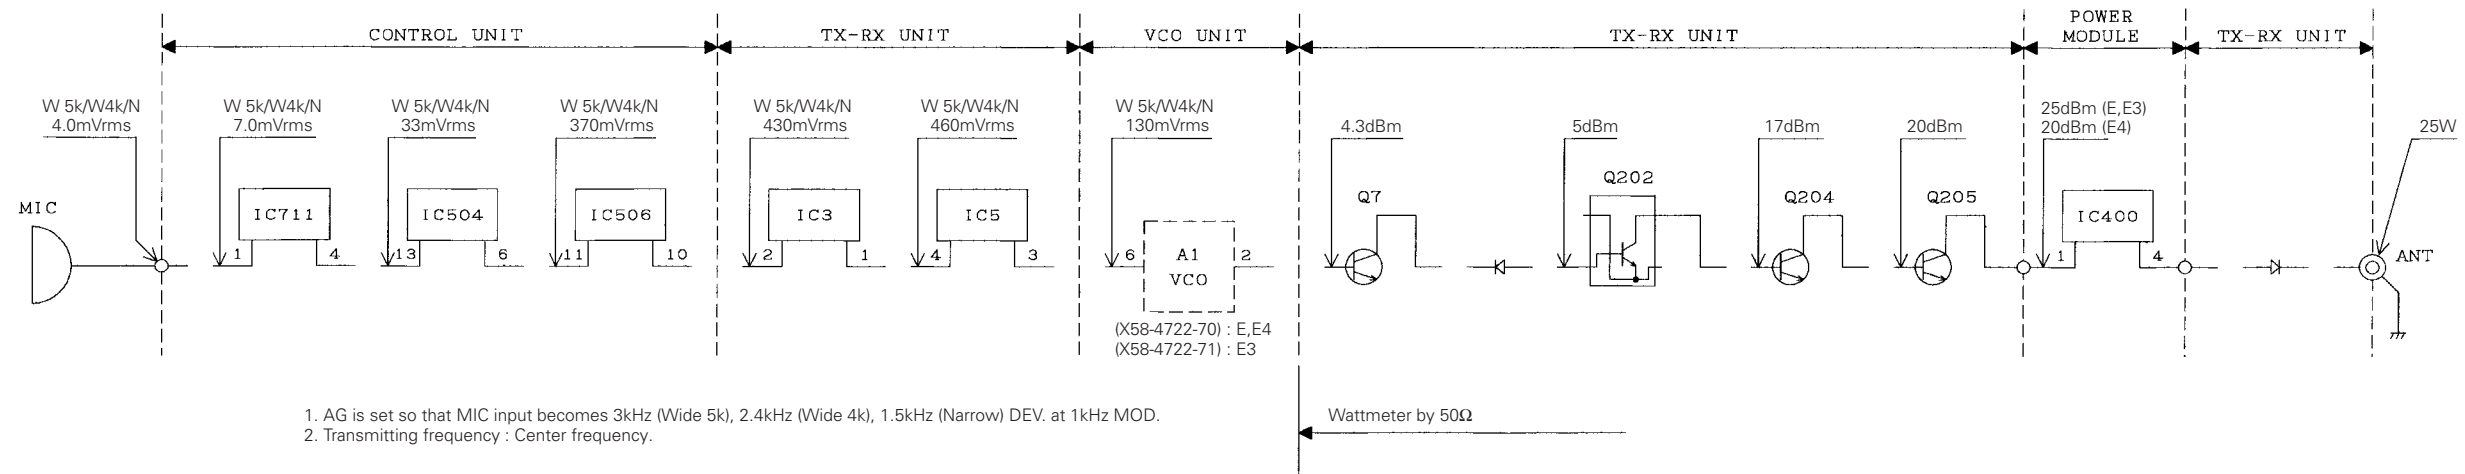 CONTROL UNIT
TX-RX UNIT
VCO UNIT
TX-RX UNIT
POWER
MODULE
TX-RX UNIT
W 5k/W4k/N
4.0mVrms
W 5k/W4k/N
7.0mVrms
W 5k/W4k/N
33mVrms
W 5k/W4k/N
370mVrms
W 5k/W4k/N
430mVrms
W 5k/W4k/N
460mVrms
W 5k/W4k/N
130mVrms
4.3dBm
5dBm
17dBm
20dBm
25dBm (E,E3)
20dBm (E4)
25W
MIC
IC711
1
4
IC504
13
6
IC506
11
10
IC3
2
1
IC5
4
3
A1
VCO
6
2
Q7
Q202
Q204
Q205
IC400
1
4
ANT
(X58-4722-70) : E,E4
(X58-4722-71) : E3
1. AG is set so that MIC input becomes 3kHz (Wide 5k), 2.4kHz (Wide 4k), 1.5kHz (Narrow) DEV. at 1kHz MOD.
2. Transmitting frequency : Center frequency.
Wattmeter by 50Ω